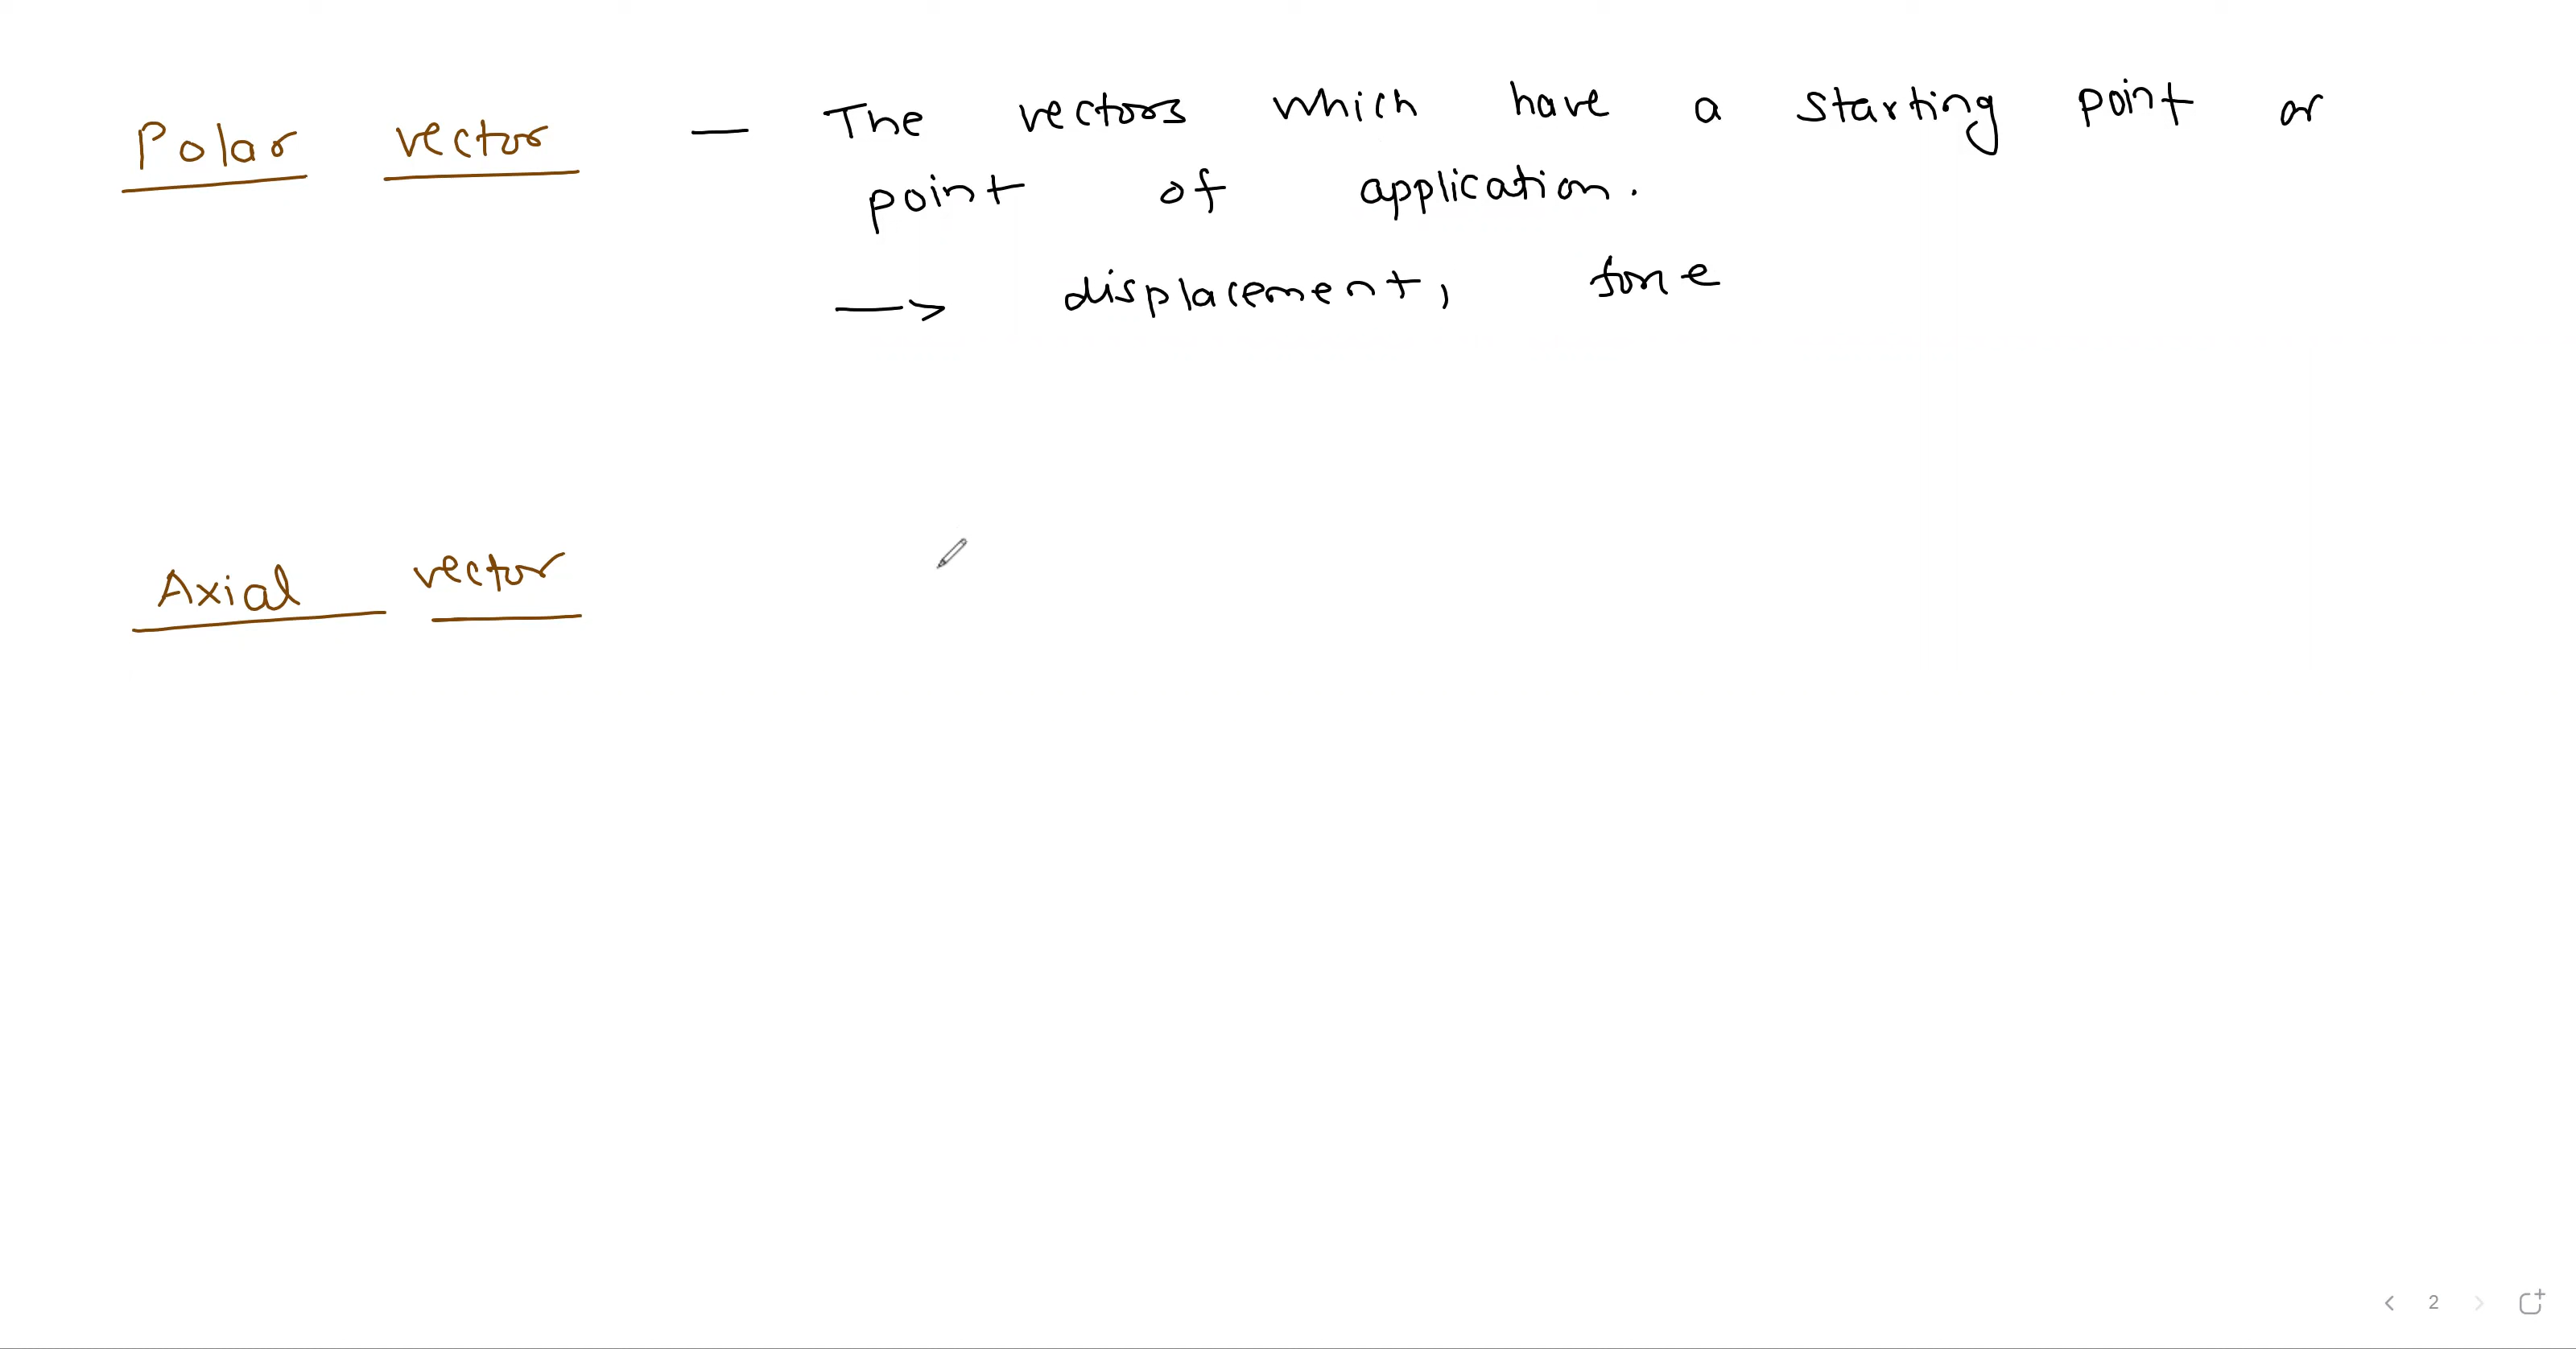 Polar vector — The vectors which have a starting point or
point of application.
—> displacement, force
Axial vector
2